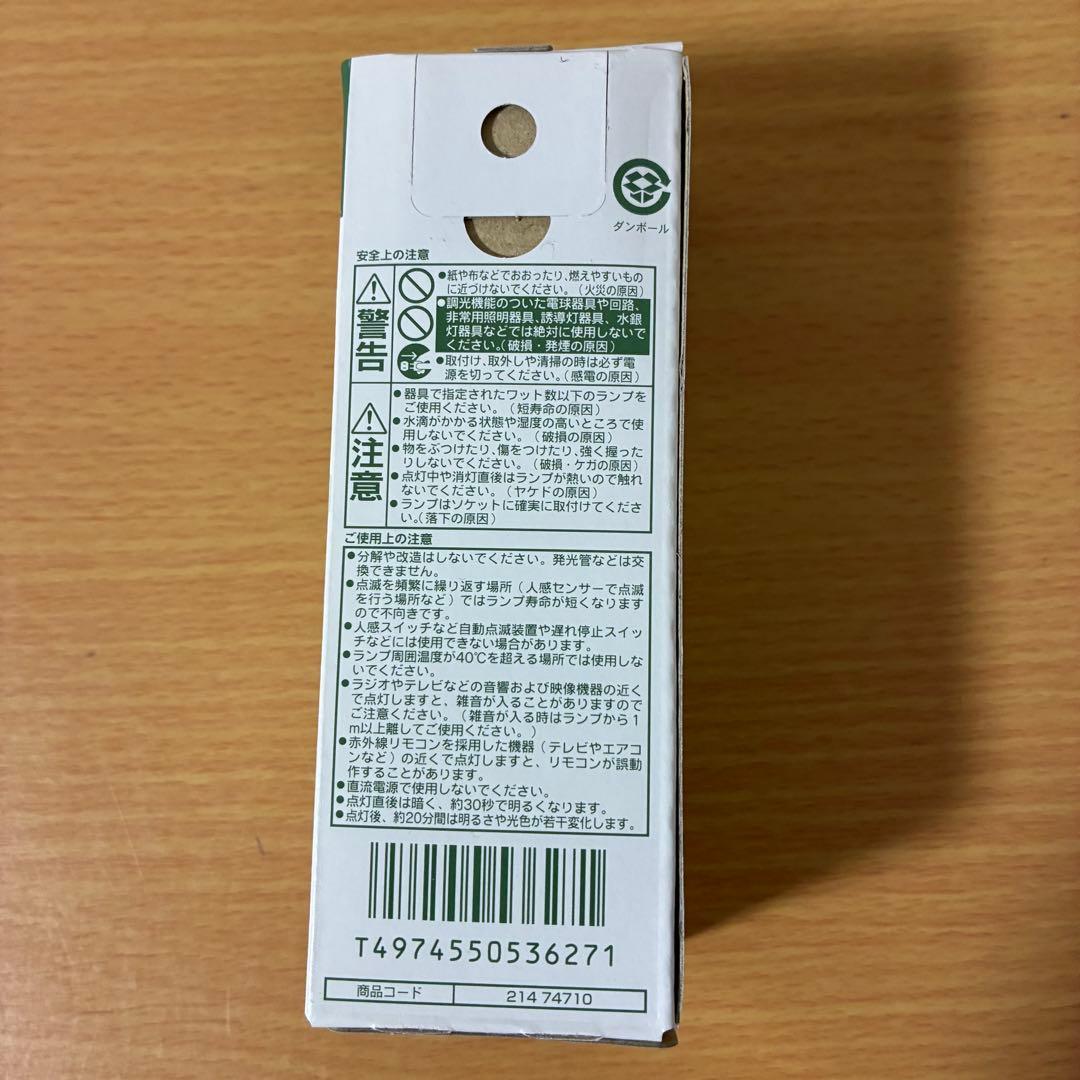 ダンボール
安全上の注意
警告
●紙や布などでおおったり、燃えやすいもの
に近づけないでください。（火災の原因）
●調光機能のついた電球器具や回路、
非常用照明器具、誘導灯器具、水銀
灯器具などでは絶対に使用しないで
ください。（破損・発煙の原因）
●取付け、取外しや清掃の時は必ず電
源を切ってください。（感電の原因）
注意
●器具で指定されたワット数以下のランプを
ご使用ください。（短寿命の原因）
●水滴がかかる状態や湿度の高いところで使
用しないでください。（破損の原因）
●物をぶつけたり、傷をつけたり、強く握った
りしないでください。（破損・ケガの原因）
●点灯中や消灯直後はランプが熱いので触れ
ないでください。（ヤケドの原因）
●ランプはソケットに確実に取付けてくださ
い。（落下の原因）
ご使用上の注意
●分解や改造はしないでください。発光管などは交
換できません。
●点滅を頻繁に繰り返す場所（人感センサーで点滅
を行う場所など）ではランプ寿命が短くなります
ので不向きです。
●人感スイッチなど自動点滅装置や遅れ停止スイッ
チなどには使用できない場合があります。
●ランプ周囲温度が40℃を超える場所では使用しな
いでください。
●ラジオやテレビなどの音響および映像機器の近く
で点灯しますと、雑音が入ることがありますので
ご注意ください。（雑音が入る時はランプから1
m以上離してご使用ください。）
●赤外線リモコンを採用した機器（テレビやエアコ
ンなど）の近くで点灯しますと、リモコンが誤動
作することがあります。
●直流電源で使用しないでください。
●点灯直後は暗く、約30秒で明るくなります。
●点灯後、約20分間は明るさや光色が若干変化します。
T4974550536271
商品コード 214 74710